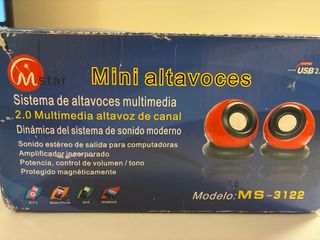 Mstar
Mini altavoces
USB2.
Sistema de altavoces multimedia
2.0 Multimedia altavoz de canal
Dinámica del sistema de sonido moderno
Sonido estéreo de salida para computadoras
Amplificador incorporado
Potencia, control de volumen / tono
Protegido magnéticamente
Modelo: MS-3122